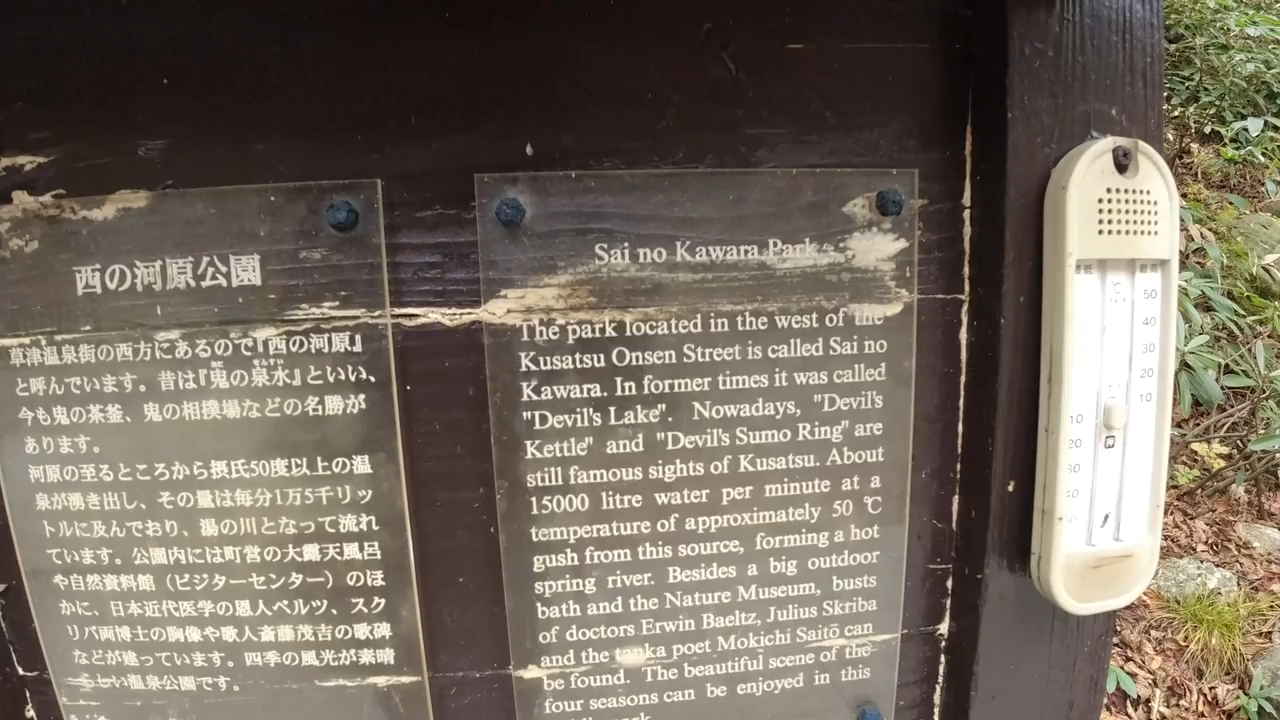 西の河原公園
草津温泉街の西方にあるので『西の河原』
と呼んでいます。昔は『鬼の泉水』といい、
今も鬼の茶釜、鬼の相撲場などの名勝が
あります。
河原の至るところから摂氏50度以上の温
泉が湧き出し、その量は毎分1万5千リッ
トルに及んでおり、湯の川となって流れ
ています。公園内には町営の大露天風呂
や自然資料館（ビジターセンター）のほ
かに、日本近代医学の恩人ベルツ、スク
リバ両博士の胸像や歌人斎藤茂吉の歌碑
などが建っています。四季の風光が素晴
らしい温泉公園です。
Sai no Kawara Park
The park located in the west of the
Kusatsu Onsen Street is called Sai no
Kawara. In former times it was called
"Devil's Lake". Nowadays, "Devil's
Kettle" and "Devil's Sumo Ring" are
still famous sights of Kusatsu. About
15000 litre water per minute at a
temperature of approximately 50 ℃
gush from this source, forming a hot
spring river. Besides a big outdoor
bath and the Nature Museum, busts
of doctors Erwin Baeltz, Julius Skriba
and the tanka poet Mokichi Saitō can
be found. The beautiful scene of the
four seasons can be enjoyed in this
park.
最低 ℃ 最高
50
40
30
20
10
10
20 押
30
40
50